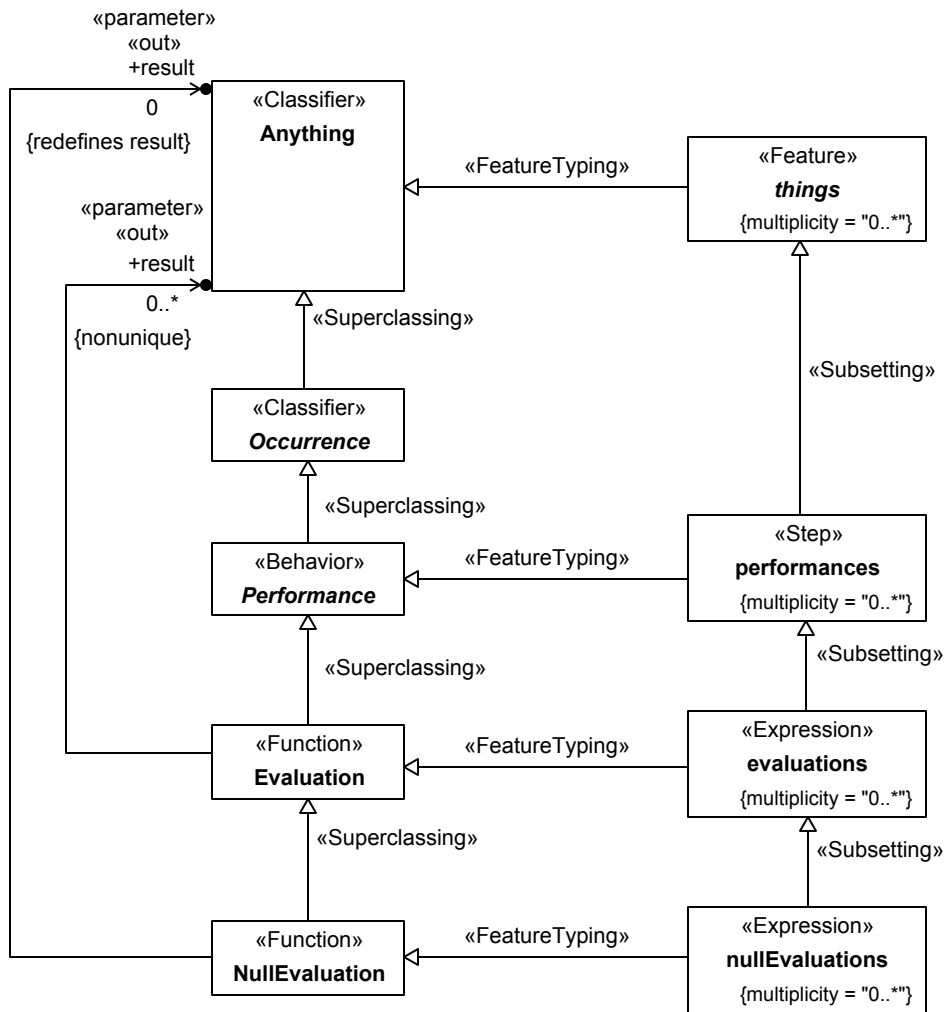 «parameter»
«out»
+result
0
{redefines result}
«Classifier»
Anything
«FeatureTyping»
«Feature»
things
{multiplicity = "0..*"}
«parameter»
«out»
+result
0..*
{nonunique}
«Superclassing»
«Subsetting»
«Classifier»
Occurrence
«Superclassing»
«Behavior»
Performance
«FeatureTyping»
«Step»
performances
{multiplicity = "0..*"}
«Superclassing»
«Subsetting»
«Function»
Evaluation
«FeatureTyping»
«Expression»
evaluations
{multiplicity = "0..*"}
«Superclassing»
«Subsetting»
«Function»
NullEvaluation
«FeatureTyping»
«Expression»
nullEvaluations
{multiplicity = "0..*"}